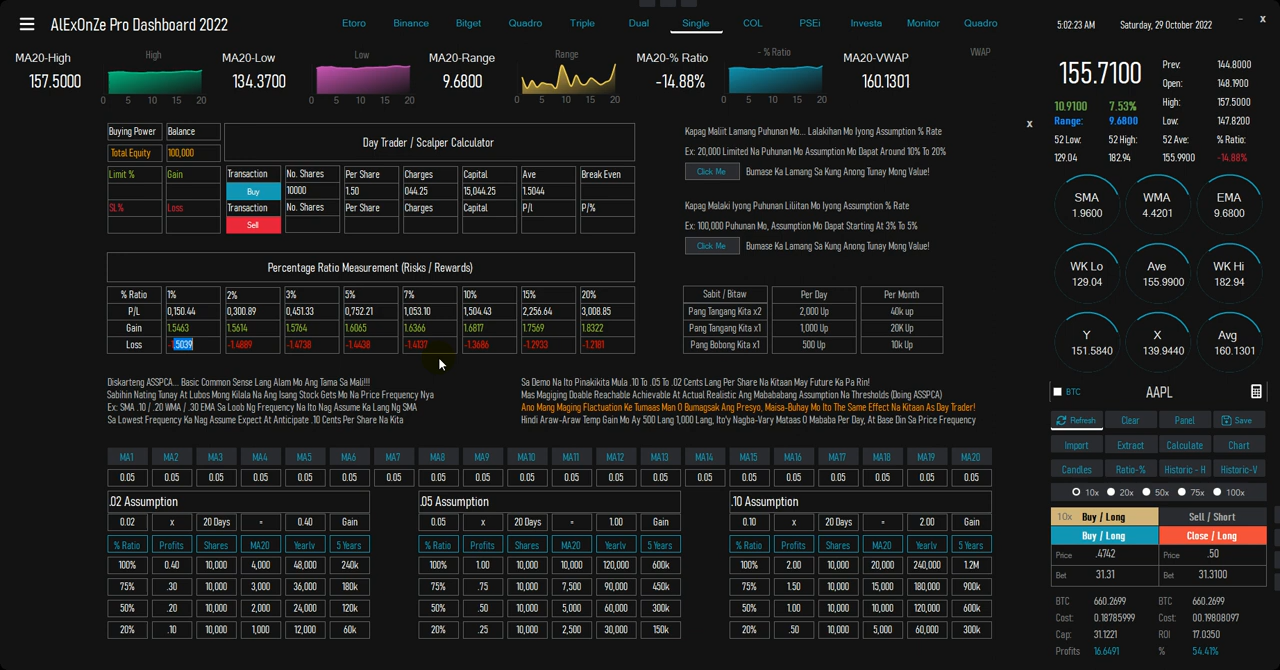 AlExOnZe Pro Dashboard 2022
Etoro Binance Bitget Quadro Triple Dual Single COL PSEi Investa Monitor Quadro
5:02:23 AM Saturday, 29 October 2022 – x
MA20-High High MA20-Low Low MA20-Range Range MA20-% Ratio - % Ratio MA20-VWAP VWAP
157.5000 134.3700 9.6800 -14.88% 160.1301
0 5 10 15 20 0 5 10 15 20 0 5 10 15 20 0 5 10 15 20
155.7100
10.9100 7.53%
Range: 9.6800
Prev: 144.8000
Open: 148.1900
High: 157.5000
Low: 147.8200
52 Low: 52 High: 52 Ave: % Ratio:
129.04 182.94 155.9900 -14.88%
x
Buying Power Balance
Total Equity 100,000
Limit % Gain
SL% Loss
Day Trader / Scalper Calculator
Transaction No. Shares Per Share Charges Capital Ave Break Even
Buy 10000 1.50 044.25 15,044.25 1.5044
Transaction No. Shares Per Share Charges Capital P/L P/%
Sell
Kapag Maliit Lamang Puhunan Mo... Lalakihan Mo Iyong Assumption % Rate
Ex: 20,000 Limited Na Puhunan Mo Assumption Mo Dapat Around 10% To 20%
Click Me Bumase Ka Lamang Sa Kung Anong Tunay Mong Value!
Kapag Malaki Iyong Puhunan Liliitan Mo Iyong Assumption % Rate
Ex: 100,000 Puhunan Mo, Assumption Mo Dapat Starting At 3% To 5%
Click Me Bumase Ka Lamang Sa Kung Anong Tunay Mong Value!
Percentage Ratio Measurement (Risks / Rewards)
% Ratio 1% 2% 3% 5% 7% 10% 15% 20%
P/L 0,150.44 0,300.89 0,451.33 0,752.21 1,053.10 1,504.43 2,256.64 3,008.85
Gain 1.5463 1.5614 1.5764 1.6065 1.6366 1.6817 1.7569 1.8322
Loss -1.5039 -1.4889 -1.4738 -1.4438 -1.4137 -1.3686 -1.2933 -1.2181
Sabit / Bitaw Per Day Per Month
Pang Tangang Kita x2 2,000 Up 40k up
Pang Tangang Kita x1 1,000 Up 20K Up
Pang Bobong Kita x1 500 Up 10k Up
Diskarteng ASSPCA... Basic Common Sense Lang Alam Mo Ang Tama Sa Mali!!!
Sabihin Nating Tunay At Lubos Mong Kilala Na Ang Isang Stock Gets Mo Na Price Frequency Nya
Ex: SMA .10 / .20 WMA / .30 EMA Sa Loob Ng Frequency Na Ito Nag Assume Ka Lang Ng SMA
Sa Lowest Frequency Ka Nag Assume Expect At Anticipate .10 Cents Per Share Na Kita
Sa Demo Na Ito Pinakikita Mula .10 To .05 To .02 Cents Lang Per Share Na Kitaan May Future Ka Pa Rin!
Mas Magiging Doable Reachable Achievable At Actual Realistic Ang Mabababang Assumption Na Thresholds (Doing ASSPCA)
Ano Mang Maging Flactuation Ke Tumaas Man O Bumagsak Ang Presyo, Maisa-Buhay Mo Ito The Same Effect Na Kitaan As Day Trader!
Hindi Araw-Araw Temp Gain Mo Ay 500 Lang 1,000 Lang, Ito'y Nagba-Vary Mataas O Mababa Per Day, At Base Din Sa Price Frequency
MA1 MA2 MA3 MA4 MA5 MA6 MA7 MA8 MA9 MA10 MA11 MA12 MA13 MA14 MA15 MA16 MA17 MA18 MA19 MA20
0.05 0.05 0.05 0.05 0.05 0.05 0.05 0.05 0.05 0.05 0.05 0.05 0.05 0.05 0.05 0.05 0.05 0.05 0.05 0.05
.02 Assumption
0.02 x 20 Days = 0.40 Gain
% Ratio Profits Shares MA20 Yearly 5 Years
100% 0.40 10,000 4,000 48,000 240k
75% .30 10,000 3,000 36,000 180k
50% .20 10,000 2,000 24,000 120k
20% .10 10,000 1,000 12,000 60k
.05 Assumption
0.05 x 20 Days = 1.00 Gain
% Ratio Profits Shares MA20 Yearly 5 Years
100% 1.00 10,000 10,000 120,000 600k
75% .75 10,000 7,500 90,000 450k
50% .50 10,000 5,000 60,000 300k
20% .25 10,000 2,500 30,000 150k
.10 Assumption
0.10 x 20 Days = 2.00 Gain
% Ratio Profits Shares MA20 Yearly 5 Years
100% 2.00 10,000 20,000 240,000 1.2M
75% 1.50 10,000 15,000 180,000 900k
50% 1.00 10,000 10,000 120,000 600k
20% .50 10,000 5,000 60,000 300k
SMA WMA EMA
1.9600 4.4201 9.6800
WK Lo Ave WK Hi
129.04 155.9900 182.94
Y X Avg
151.5840 139.9440 160.1301
BTC AAPL
Refresh Clear Panel Save
Import Extract Calculate Chart
Candles Ratio-% Historic - H Historic-V
10x 20x 50x 75x 100x
10x Buy / Long Sell / Short
Buy / Long Close / Long
Price .4742 Price .50
Bet 31.31 Bet 31.3100
BTC 660.2699 BTC 660.2699
Cost: 0.18785999 Cost: 0.19808097
Cap: 31.1221 ROI 17.0350
Profits 16.6491 % 54.41%